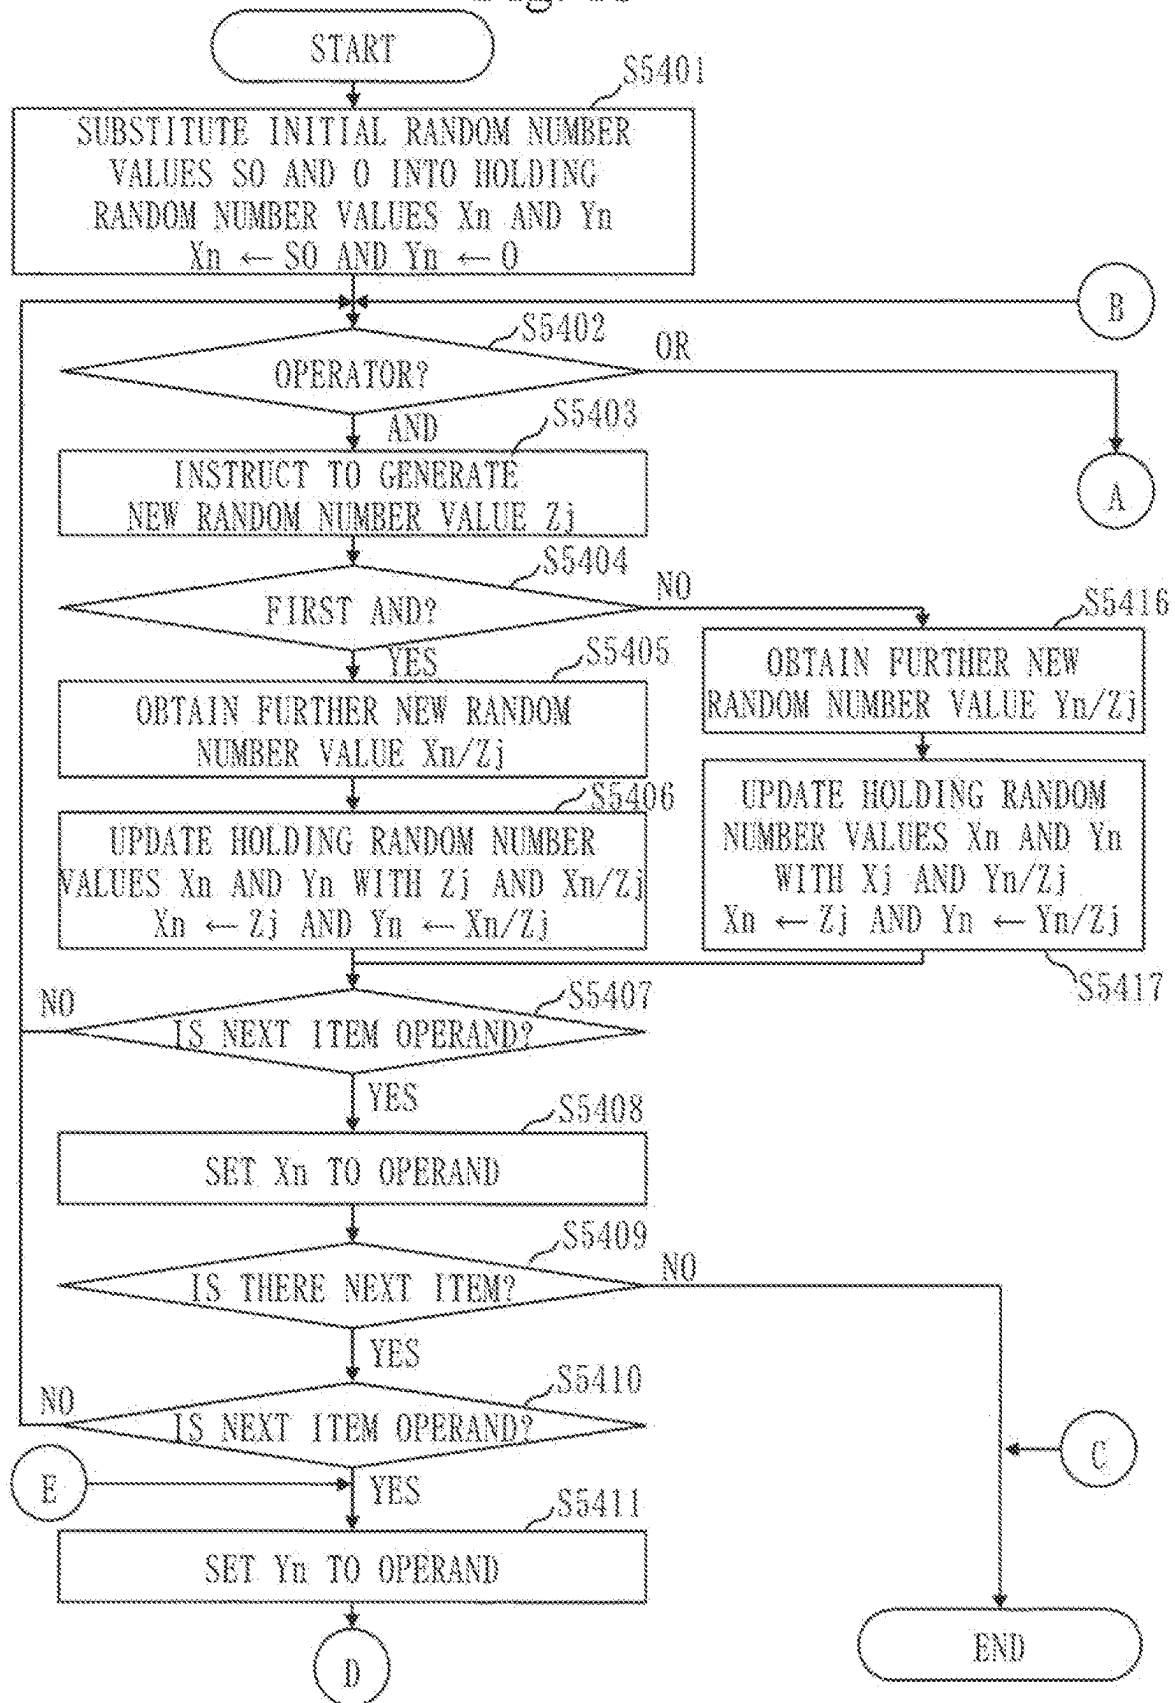 START
S5401
SUBSTITUTE INITIAL RANDOM NUMBER
VALUES S0 AND 0 INTO HOLDING
RANDOM NUMBER VALUES Xn AND Yn
Xn ← S0 AND Yn ← 0
B
S5402
OPERATOR?
OR
AND
A
S5403
INSTRUCT TO GENERATE
NEW RANDOM NUMBER VALUE Zj
S5404
FIRST AND?
NO
YES
S5416
OBTAIN FURTHER NEW
RANDOM NUMBER VALUE Yn/Zj
S5405
OBTAIN FURTHER NEW RANDOM
NUMBER VALUE Xn/Zj
S5406
UPDATE HOLDING RANDOM NUMBER
VALUES Xn AND Yn WITH Zj AND Xn/Zj
Xn ← Zj AND Yn ← Xn/Zj
UPDATE HOLDING RANDOM
NUMBER VALUES Xn AND Yn
WITH Xj AND Yn/Zj
Xn ← Zj AND Yn ← Yn/Zj
S5417
S5407
NO
IS NEXT ITEM OPERAND?
YES
S5408
SET Xn TO OPERAND
S5409
IS THERE NEXT ITEM?
NO
YES
S5410
NO
IS NEXT ITEM OPERAND?
C
E
YES
S5411
SET Yn TO OPERAND
D
END